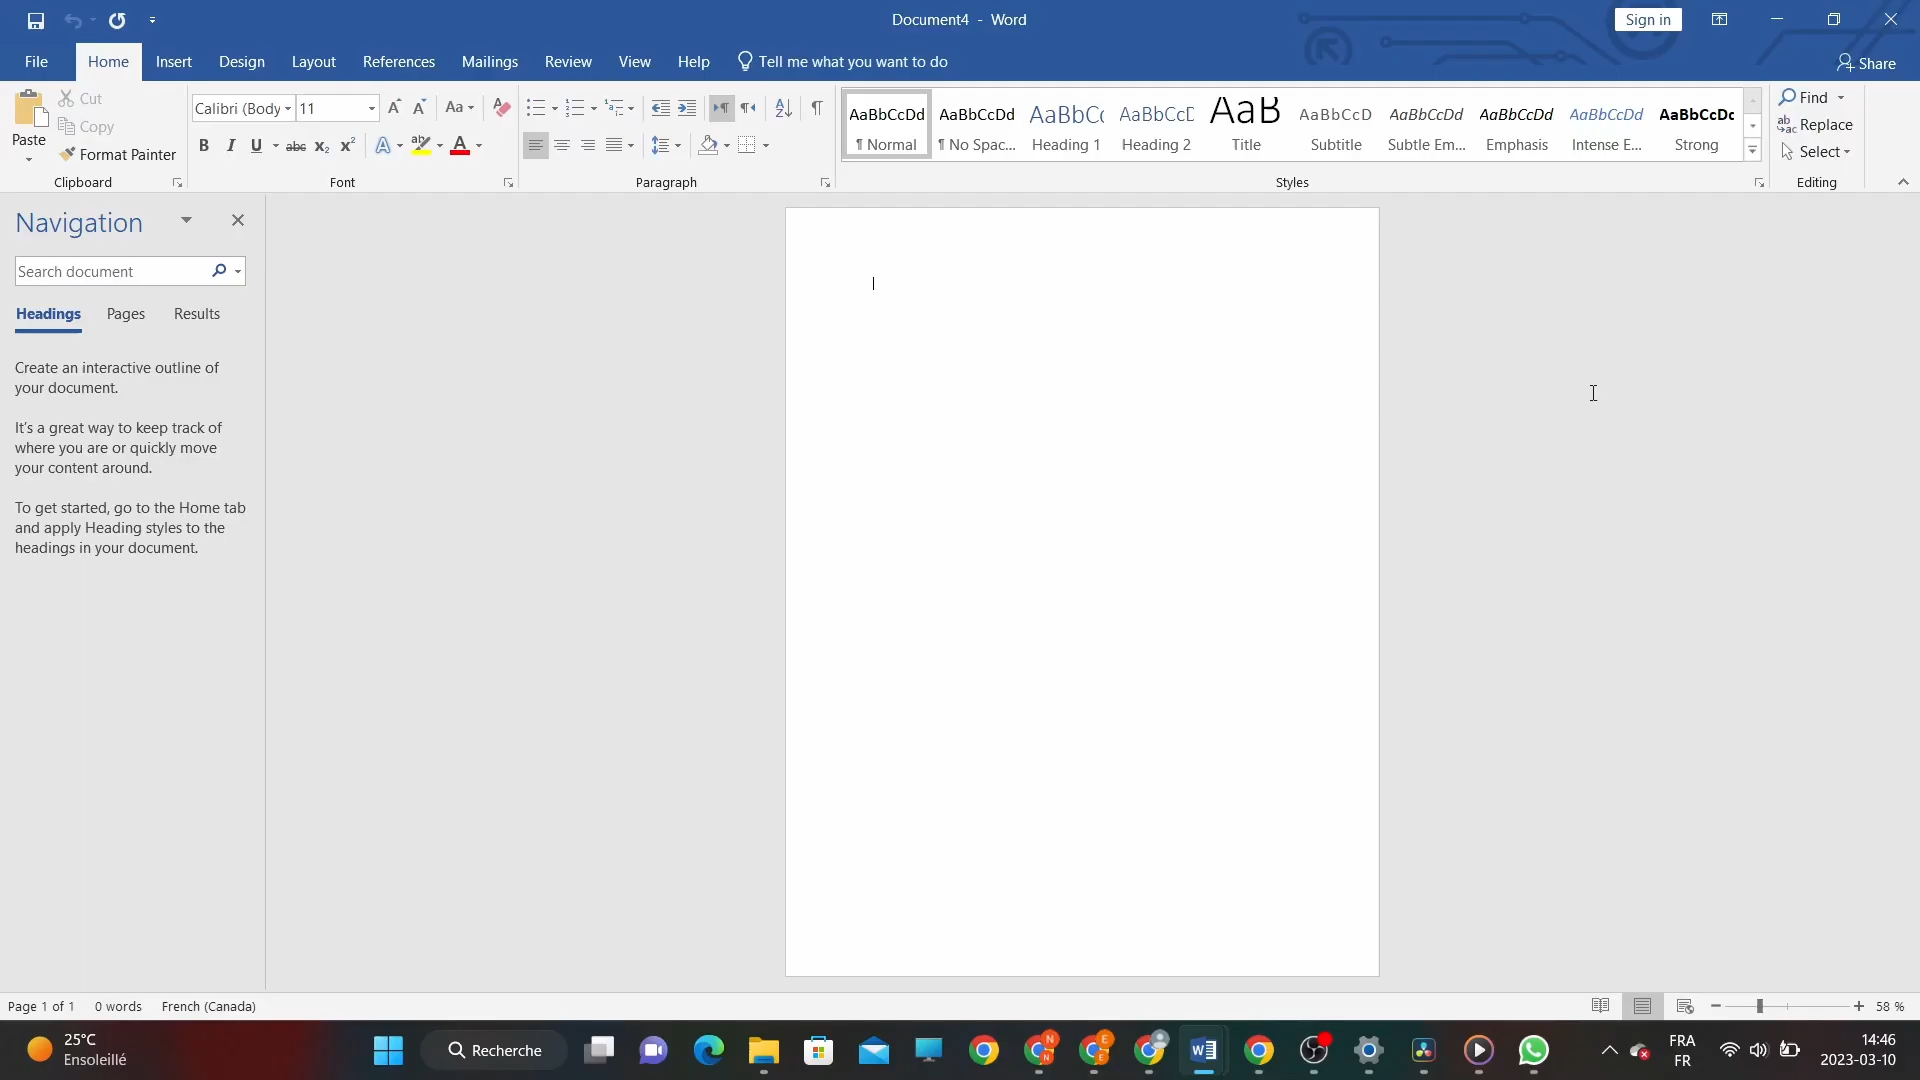 Document4 - Word
Sign in
File Home Insert Design Layout References Mailings Review View Help Tell me what you want to do
Share
Paste
Cut
Copy
Format Painter
Clipboard
Calibri (Body 11
Aa
B I U abc x₂ x² A ab A
Font
Paragraph
AaBbCcDd AaBbCcDd AaBbCc AaBbCcD AaB AaBbCcD AaBbCcDd AaBbCcDd AaBbCcDd AaBbCcDc
¶ Normal ¶ No Spac... Heading 1 Heading 2 Title Subtitle Subtle Em... Emphasis Intense E... Strong
Styles
Find
Replace
Select
Editing
Navigation
Search document
Headings Pages Results
Create an interactive outline of
your document.
It's a great way to keep track of
where you are or quickly move
your content around.
To get started, go to the Home tab
and apply Heading styles to the
headings in your document.
Page 1 of 1 0 words French (Canada)
58 %
25°C
Ensoleillé
Recherche
FRA
FR
14:46
2023-03-10